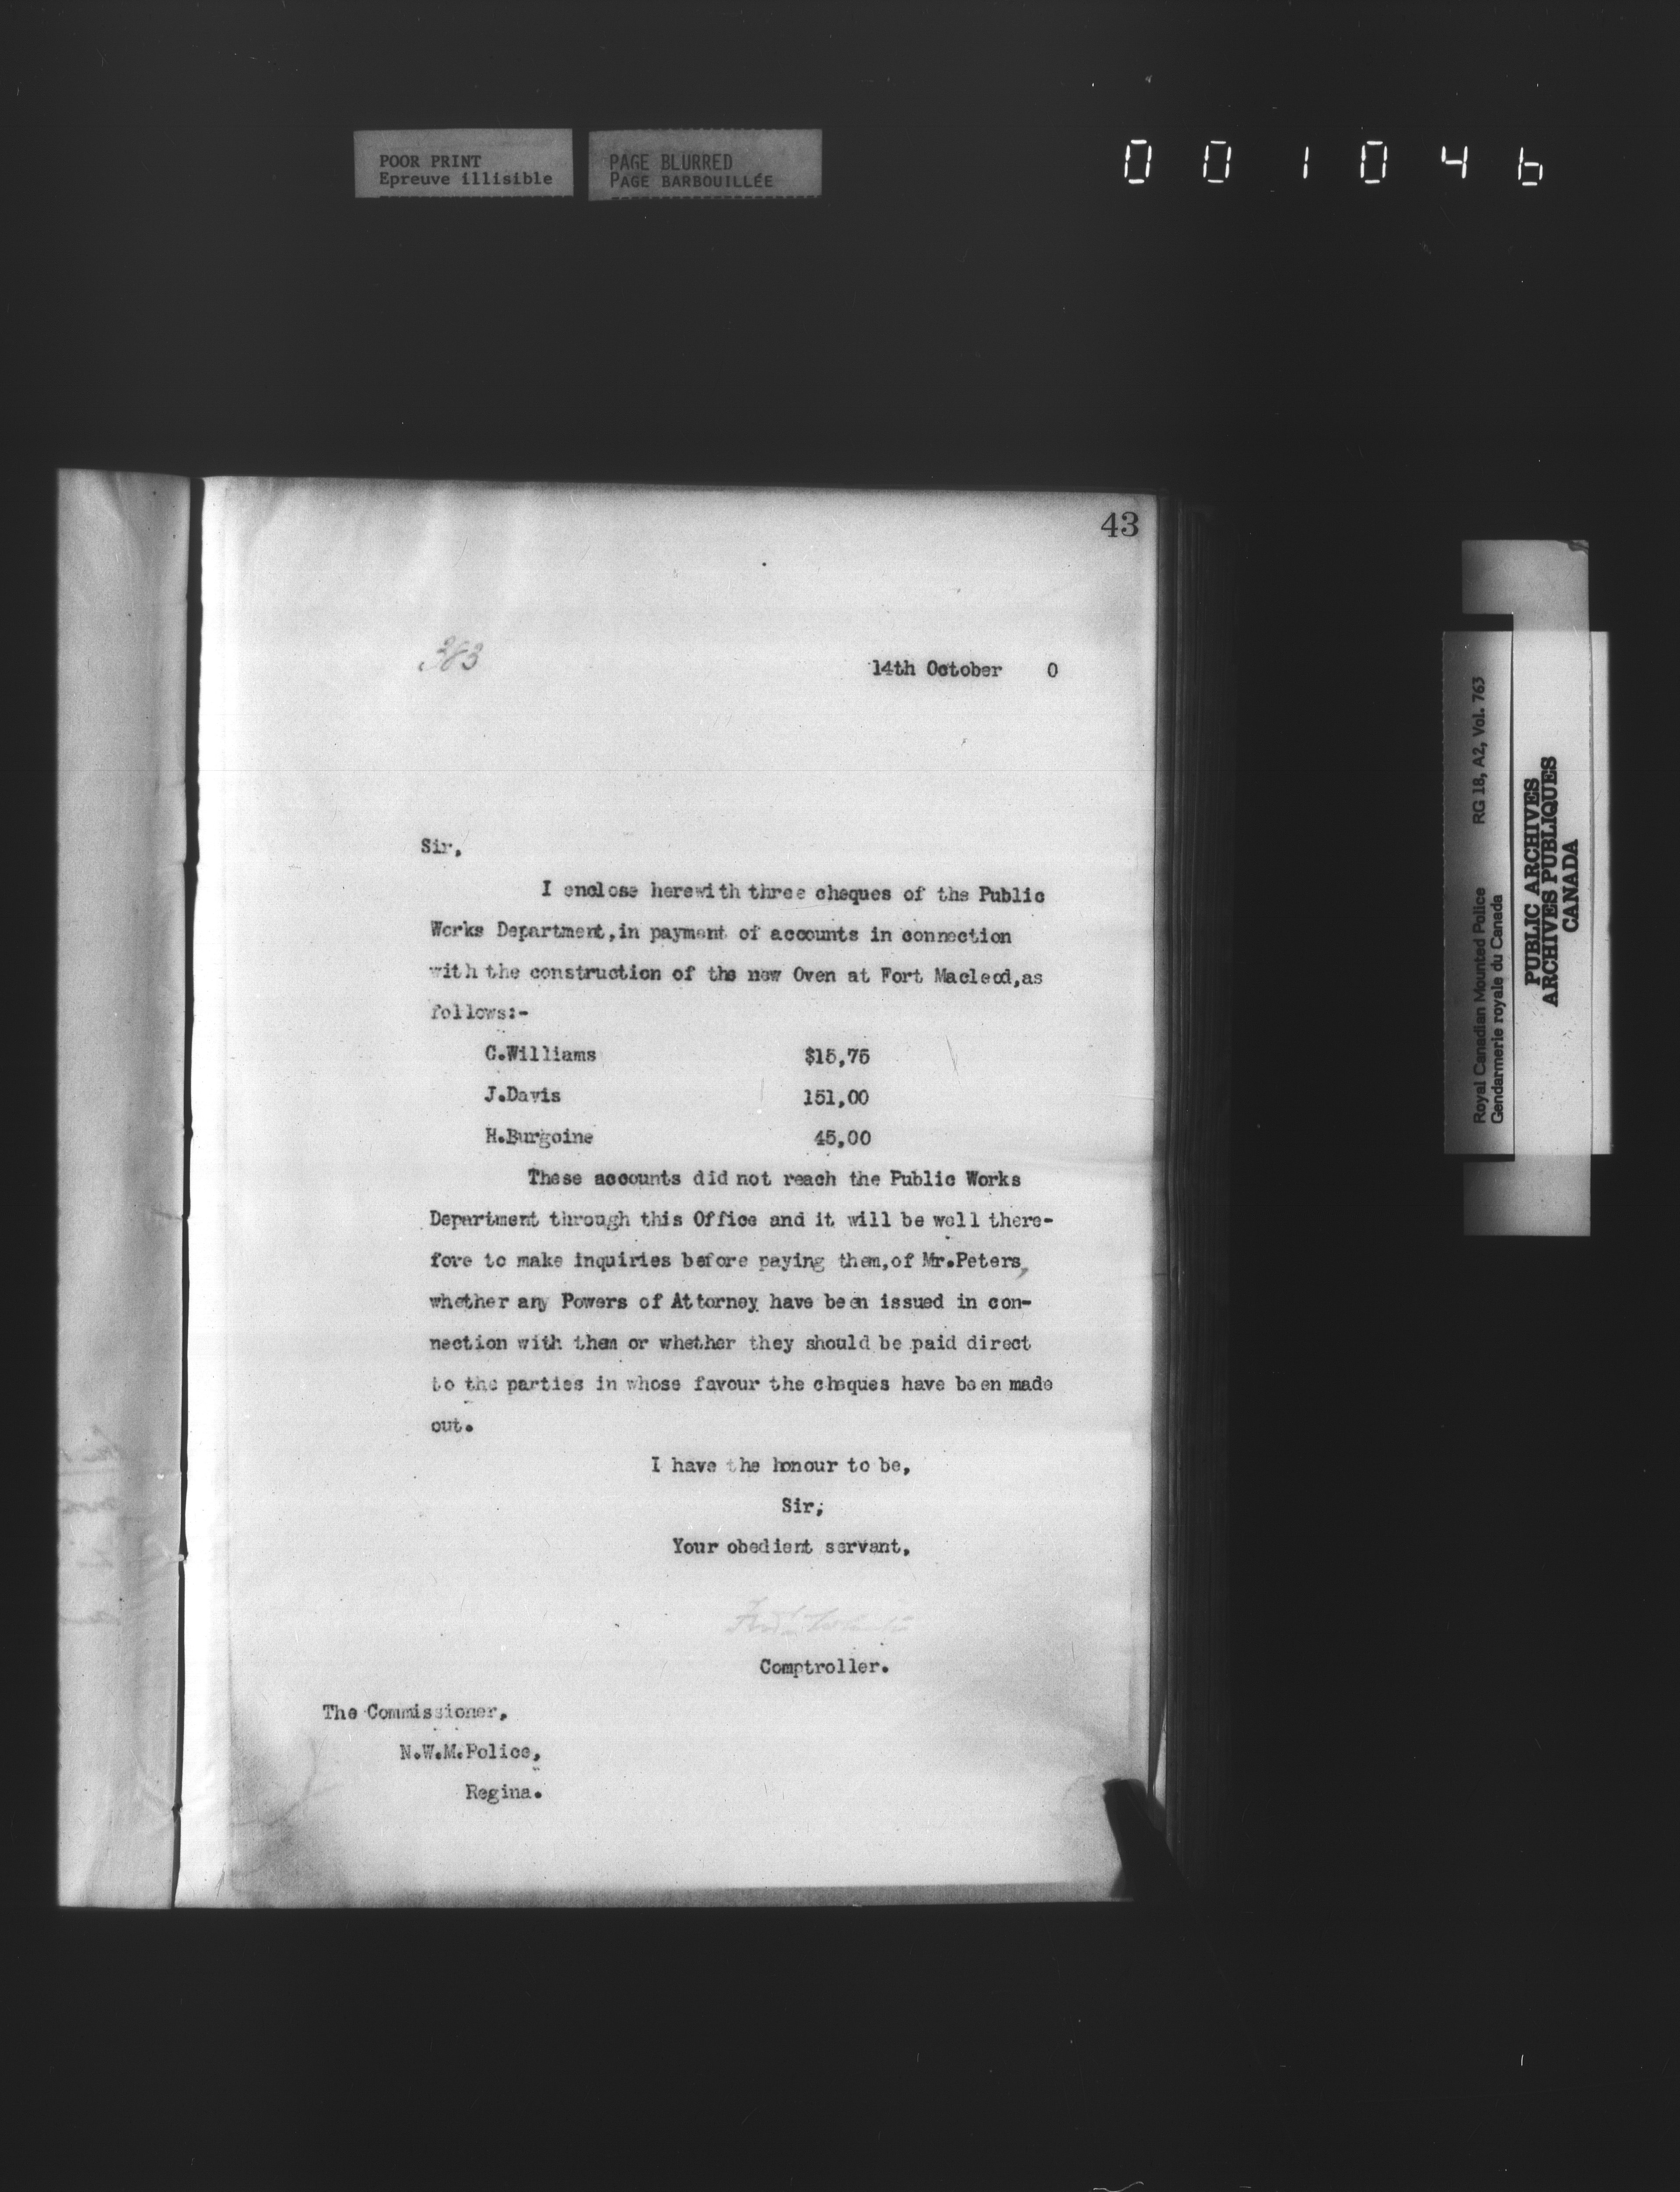 POOR PRINT
Epreuve illisible
PAGE BLURRED
PAGE BARBOUILLÉE
001046
43
383
14th October 0
Sir,
I enclose herewith three cheques of the Public
Works Department,in payment of accounts in connection
with the construction of the new Oven at Fort Macleod,as
follows:-
C.Williams $15,75
J.Davis 151,00
H.Burgoine 45,00
These accounts did not reach the Public Works
Department through this Office and it will be well there-
fore to make inquiries before paying them,of Mr.Peters,
whether any Powers of Attorney have been issued in con-
nection with them or whether they should be paid direct
to the parties in whose favour the cheques have been made
out.
I have the honour to be,
Sir,
Your obedient servant,
Comptroller.
The Commissioner,
N.W.M.Police,
Regina.
Royal Canadian Mounted Police RG 18, A2, Vol. 763
Gendarmerie royale du Canada
PUBLIC ARCHIVES
ARCHIVES PUBLIQUES
CANADA